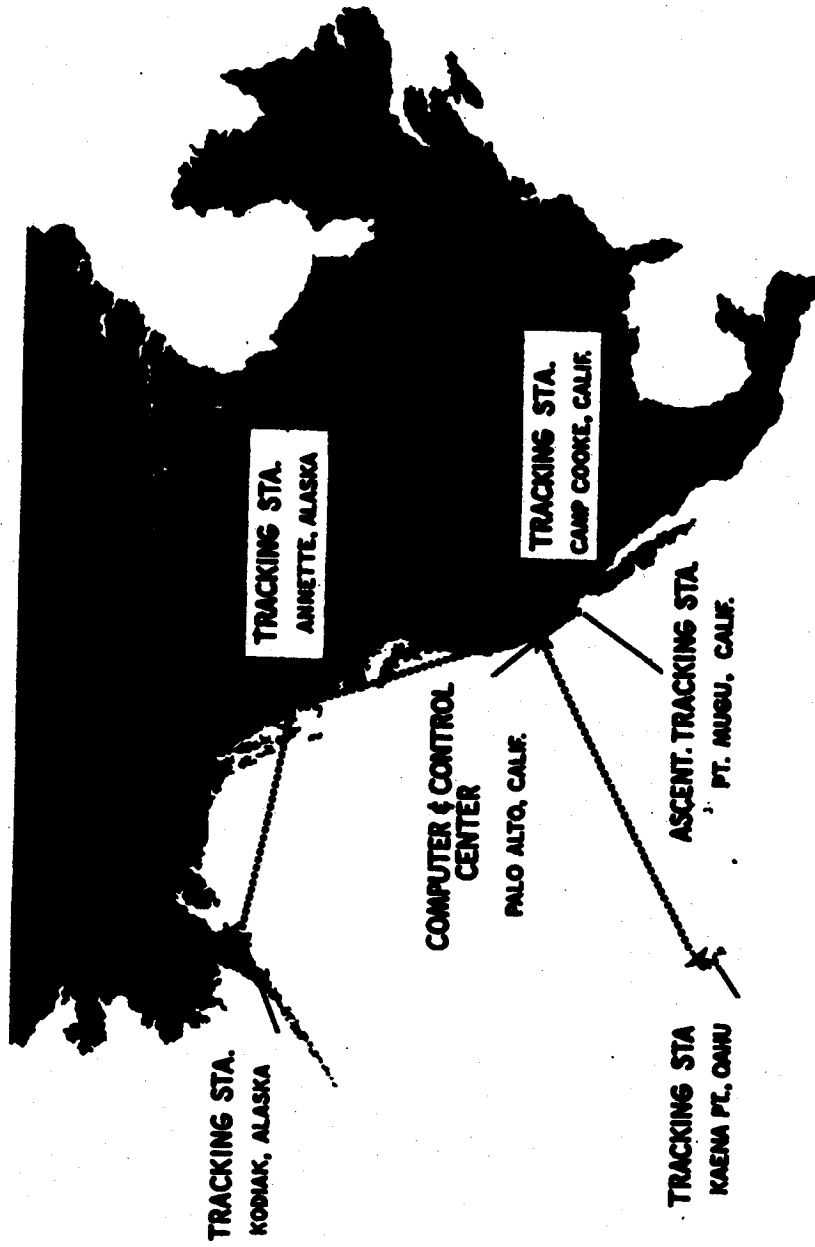 TRACKING STA.
KODIAK, ALASKA
TRACKING STA.
ANNETTE, ALASKA
COMPUTER & CONTROL
CENTER
PALO ALTO, CALIF.
TRACKING STA.
CAMP COOKE, CALIF.
TRACKING STA
KAENA PT., OAHU
ASCENT. TRACKING STA.
PT. MUGU, CALIF.